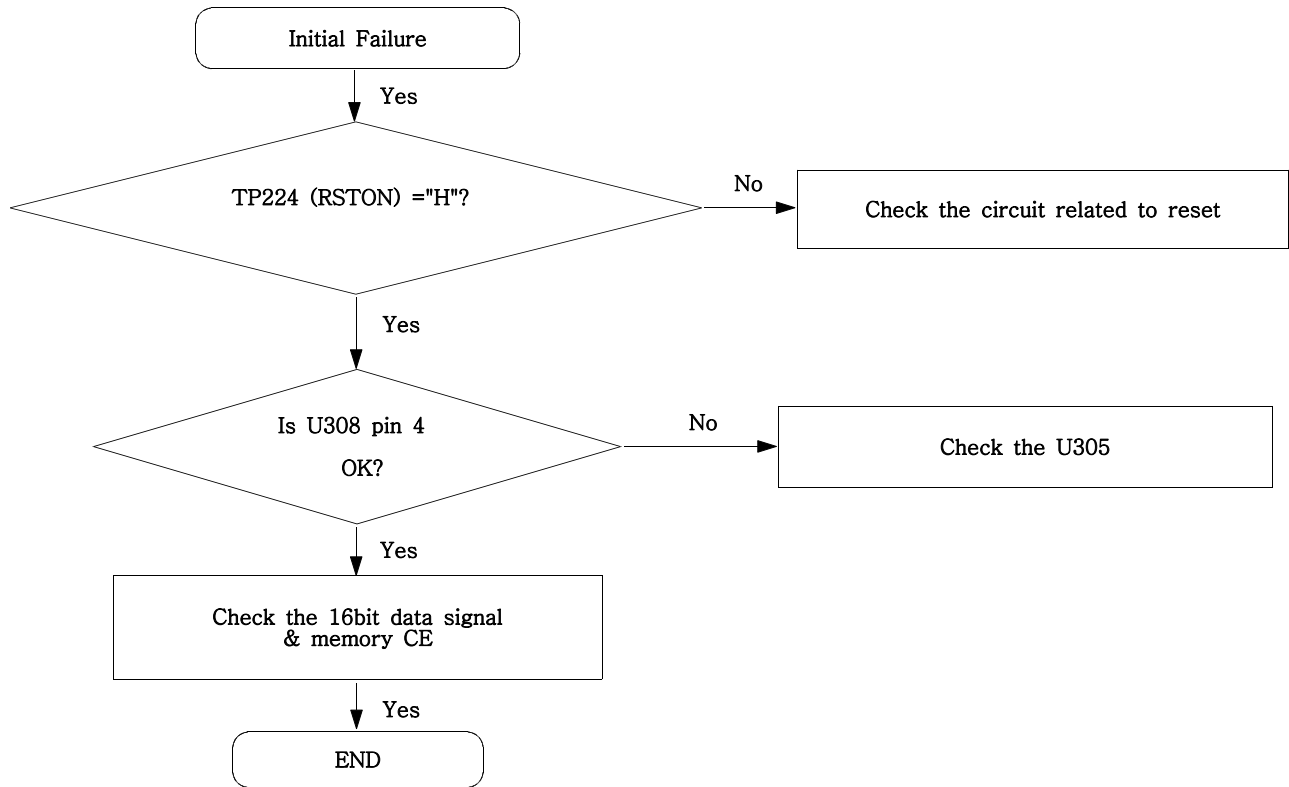 Initial Failure
Yes
TP224 (RSTON) ="H"?
No
Check the circuit related to reset
Yes
Is U308 pin 4
OK?
No
Check the U305
Yes
Check the 16bit data signal
& memory CE
Yes
END